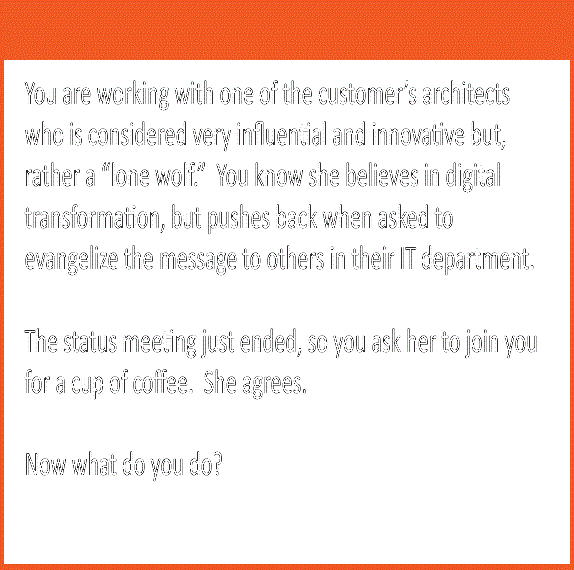 You are working with one of the customer's architects
who is considered very influential and innovative but,
rather a “lone wolf.”  You know she believes in digital
transformation, but pushes back when asked to
evangelize the message to others in their IT department.
The status meeting just ended, so you ask her to join you
for a cup of coffee.  She agrees.
Now what do you do?